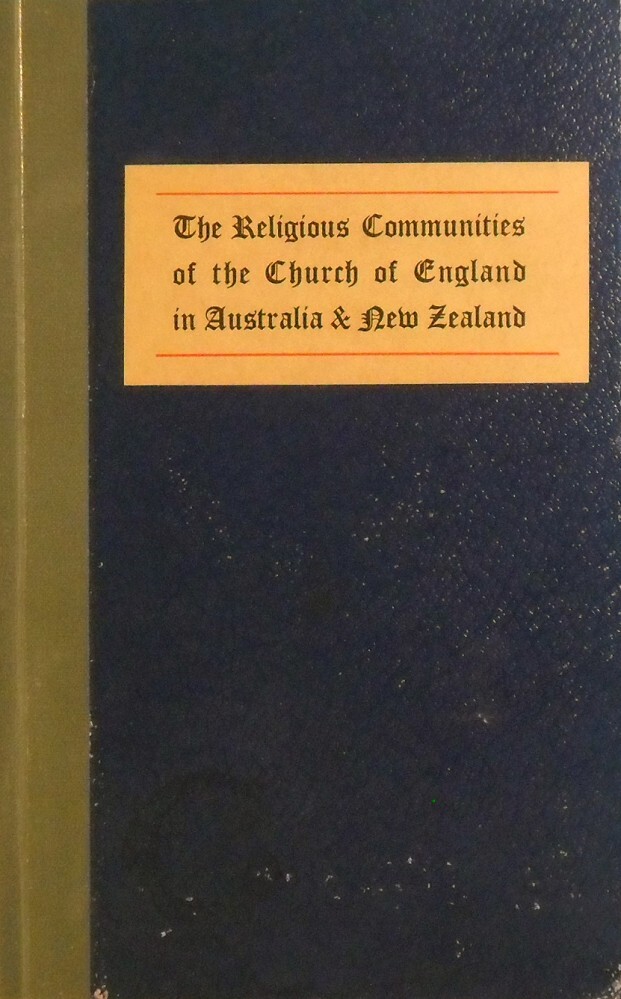 The Religious Communities
of the Church of England
in Australia & New Zealand